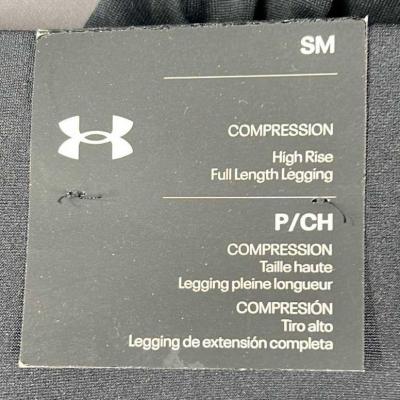 SM
COMPRESSION
High Rise
Full Length Legging
P/CH
COMPRESSION
Taille haute
Legging pleine longueur
COMPRESIÓN
Tiro alto
Legging de extensión completa